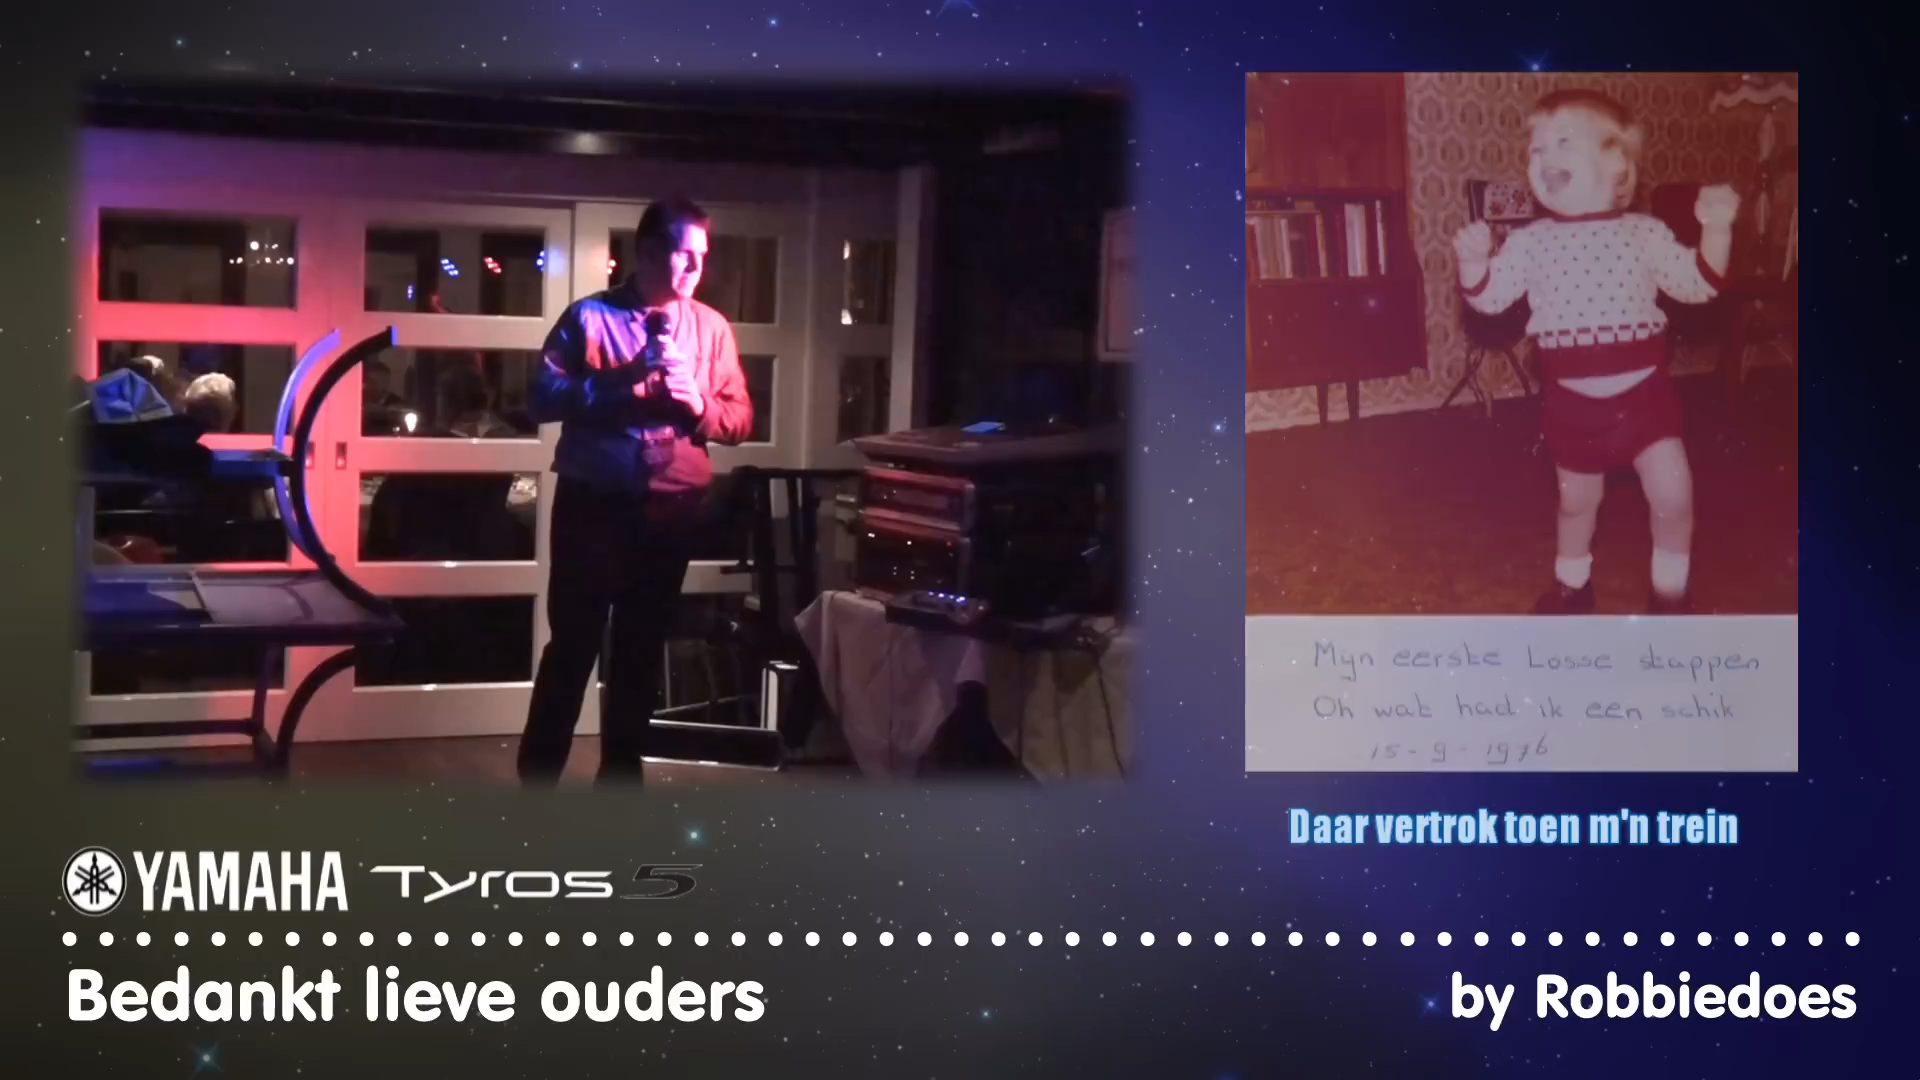 Mijn eerste Losse stappen
Oh wat had ik een schik
15-9-1976
Daar vertrok toen m'n trein
YAMAHA Tyros 5
Bedankt lieve ouders
by Robbiedoes